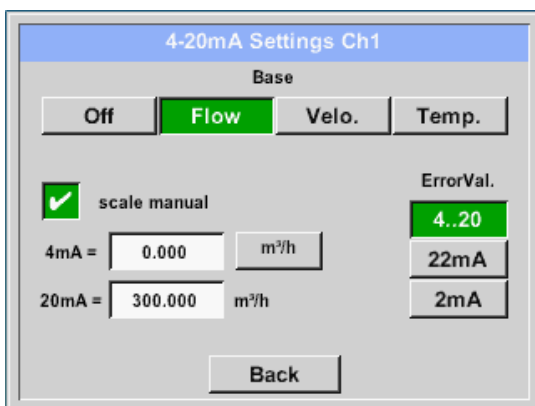 4-20mA Settings Ch1
Base
Off Flow Velo. Temp.
ErrorVal.
✔ scale manual
4..20
4mA = 0.000 m³/h
22mA
20mA = 300.000 m³/h
2mA
Back